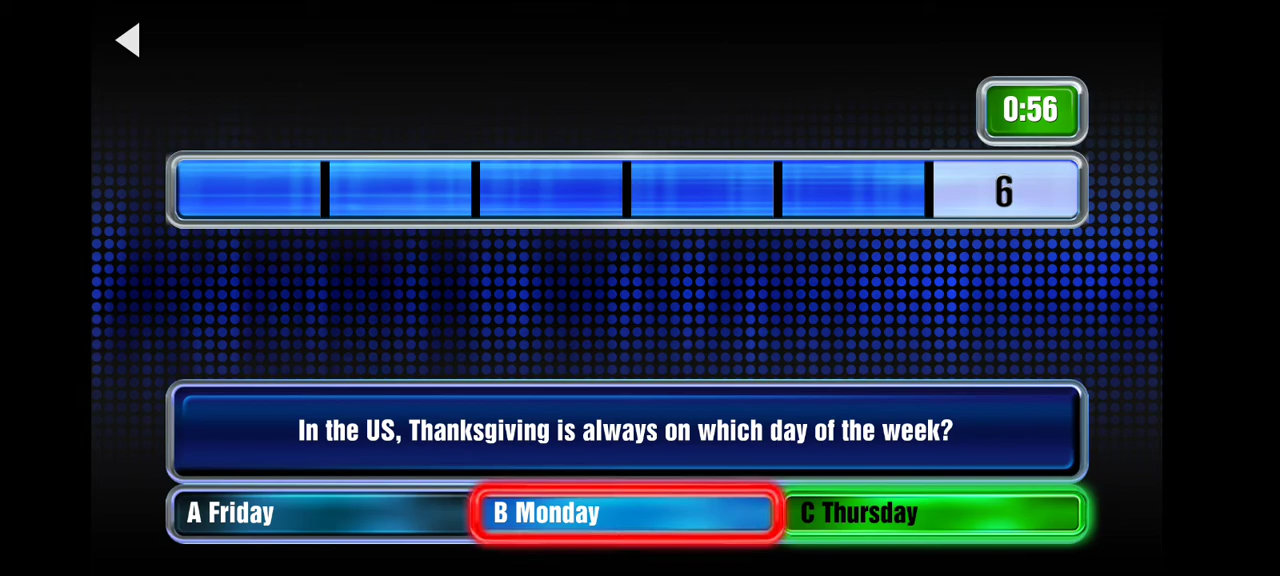 0:56
6
In the US, Thanksgiving is always on which day of the week?
A Friday
B Monday
C Thursday